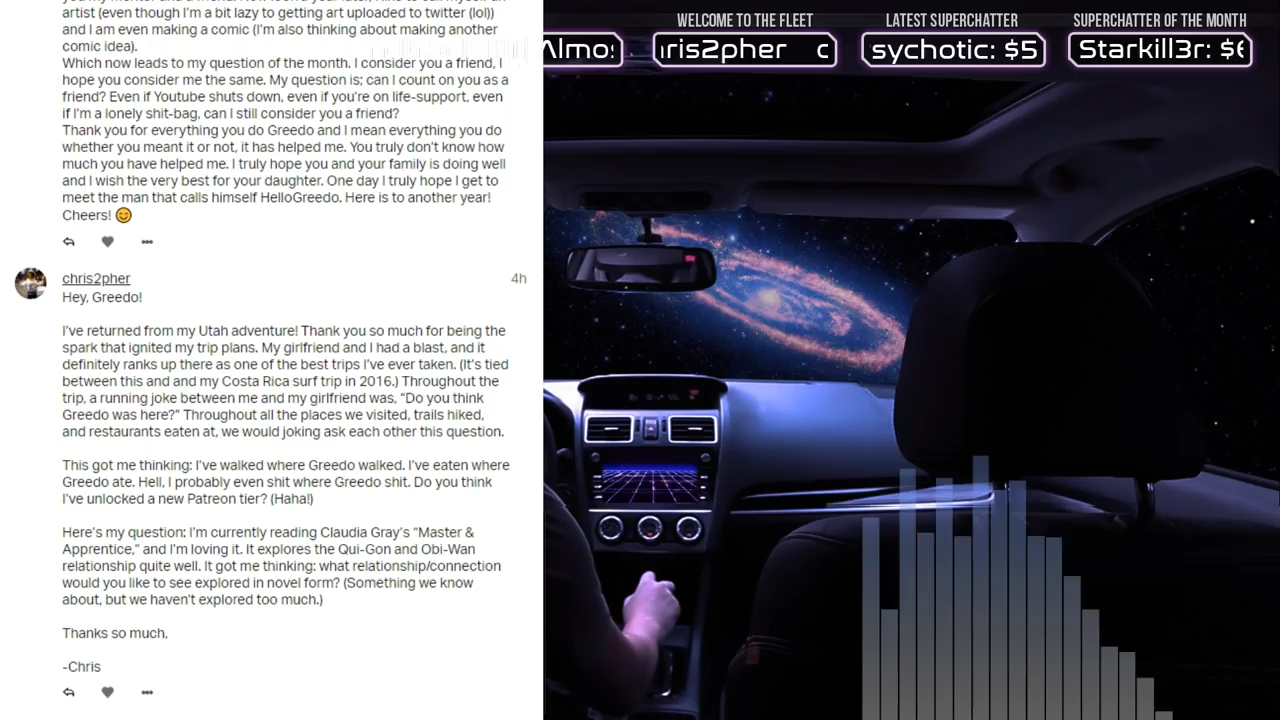 artist (even though I'm a bit lazy to getting art uploaded to twitter (lol))
and I am even making a comic (I'm also thinking about making another
comic idea).
Which now leads to my question of the month. I consider you a friend, I
hope you consider me the same. My question is; can I count on you as a
friend? Even if Youtube shuts down, even if you're on life-support, even
if I'm a lonely shit-bag, can I still consider you a friend?
Thank you for everything you do Greedo and I mean everything you do
whether you meant it or not, it has helped me. You truly don't know how
much you have helped me. I truly hope you and your family is doing well
and I wish the very best for your daughter. One day I truly hope I get to
meet the man that calls himself HelloGreedo. Here is to another year!
Cheers! 😊
chris2pher 4h
Hey, Greedo!
I've returned from my Utah adventure! Thank you so much for being the
spark that ignited my trip plans. My girlfriend and I had a blast, and it
definitely ranks up there as one of the best trips I've ever taken. (It's tied
between this and and my Costa Rica surf trip in 2016.) Throughout the
trip, a running joke between me and my girlfriend was, “Do you think
Greedo was here?” Throughout all the places we visited, trails hiked,
and restaurants eaten at, we would joking ask each other this question.
This got me thinking: I've walked where Greedo walked. I've eaten where
Greedo ate. Hell, I probably even shit where Greedo shit. Do you think
I've unlocked a new Patreon tier? (Haha!)
Here's my question: I'm currently reading Claudia Gray's “Master &
Apprentice,” and I'm loving it. It explores the Qui-Gon and Obi-Wan
relationship quite well. It got me thinking: what relationship/connection
would you like to see explored in novel form? (Something we know
about, but we haven't explored too much.)
Thanks so much,
-Chris
WELCOME TO THE FLEET
ris2pher c
LATEST SUPERCHATTER
sychotic: $5
SUPERCHATTER OF THE MONTH
Starkill3r: $